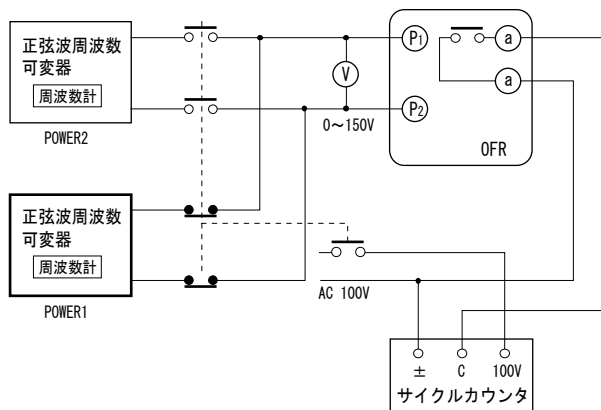 正弦波周波数
可変器
周波数計
POWER2
V
0～150V
P1
P2
a
a
OFR
正弦波周波数
可変器
周波数計
POWER1
AC 100V
± C 100V
サイクルカウンタ